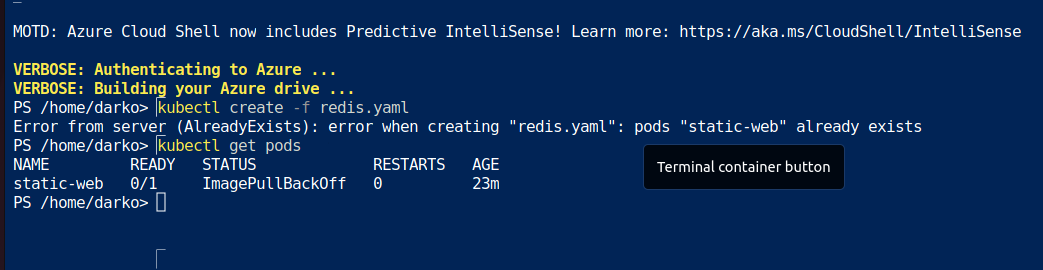 MOTD: Azure Cloud Shell now includes Predictive IntelliSense! Learn more: https://aka.ms/CloudShell/IntelliSense
VERBOSE: Authenticating to Azure ...
VERBOSE: Building your Azure drive ...
PS /home/darko> kubectl create -f redis.yaml
Error from server (AlreadyExists): error when creating "redis.yaml": pods "static-web" already exists
PS /home/darko> kubectl get pods
NAME         READY   STATUS             RESTARTS   AGE
static-web   0/1     ImagePullBackOff   0          23m
PS /home/darko>
Terminal container button